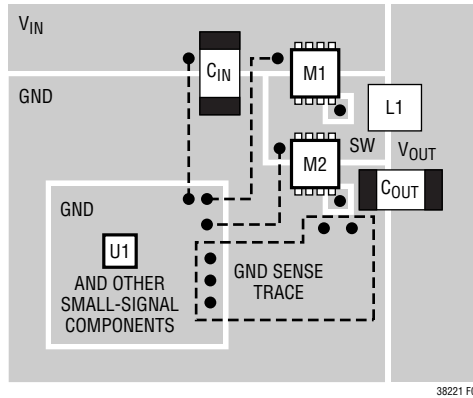 VIN
GND
CIN
M1
L1
SW
VOUT
M2
COUT
GND
U1
AND OTHER
SMALL-SIGNAL
COMPONENTS
GND SENSE
TRACE
38221